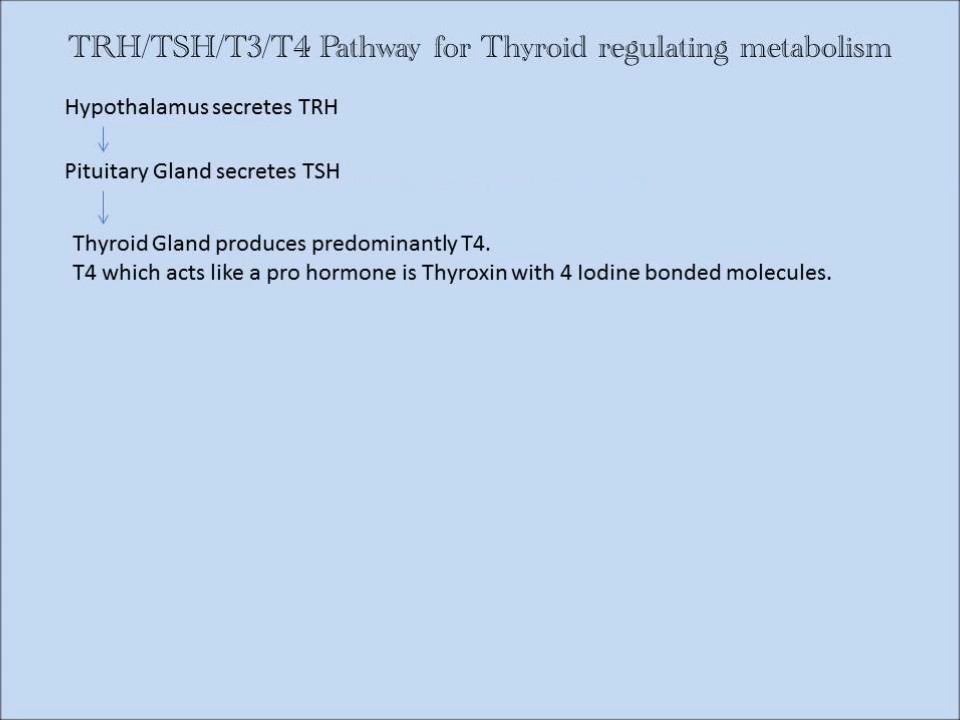 TRH/TSH/T3/T4 Pathway for Thyroid regulating metabolism
Hypothalamus secretes TRH
Pituitary Gland secretes TSH
Thyroid Gland produces predominantly T4.
T4 which acts like a pro hormone is Thyroxin with 4 Iodine bonded molecules.